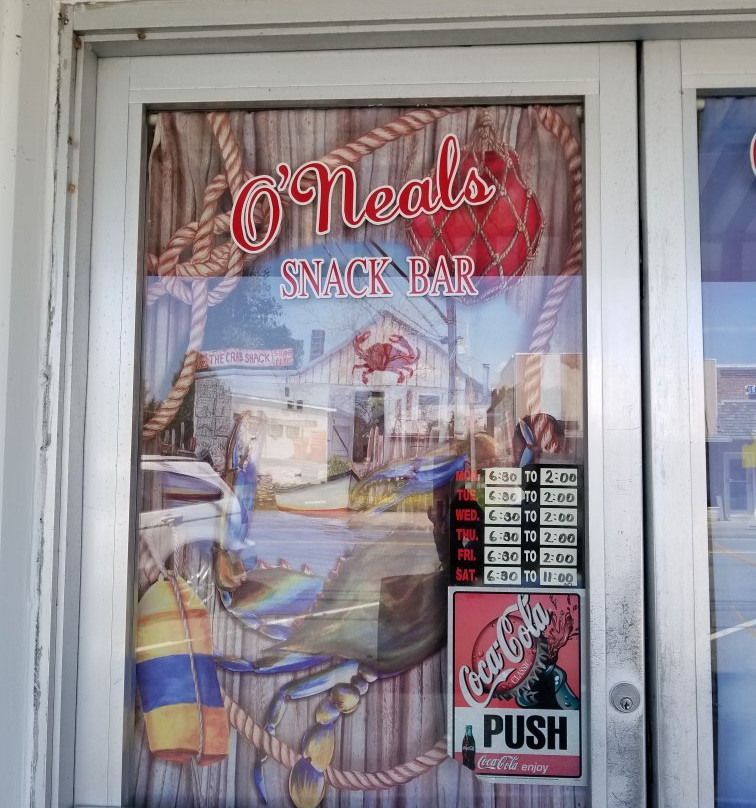 O'Neals
SNACK BAR
THE CRAB SHACK
MON. 6:30 TO 2:00
TUE. 6:30 TO 2:00
WED. 6:30 TO 2:00
THU. 6:30 TO 2:00
FRI. 6:30 TO 2:00
SAT. 6:30 TO 11:00
Coca-Cola
CLASSIC
PUSH
Coca-Cola enjoy